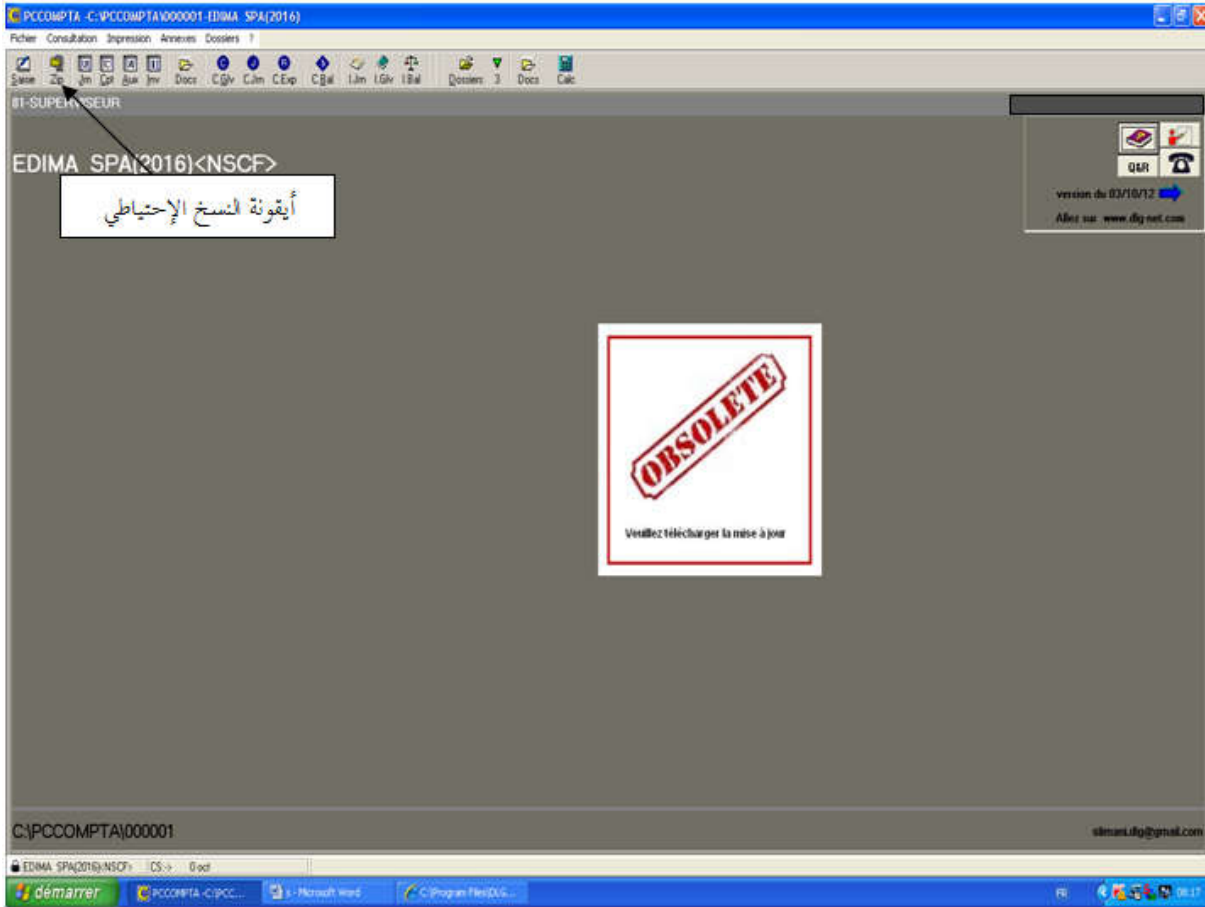 PCCOMPTA -C:\PCCOMPTA\000001-EDIMA SPA(2016)
Fichier Consultation Impression Annexes Dossiers ?
Saisie Zip Jrn Cpt Aux Inv Docs C.Glv C.Jrn C.Exp C.Bal I.Jrn I.Glv I.Bal Dossiers 3 Docs Calc
01-SUPERVISEUR
EDIMA SPA(2016)<NSCF>
أيقونة النسخ الإحتياطي
Q&R
version du 03/10/12
Allez sur www.dlg-net.com
OBSOLETE
Veuillez télécharger la mise à jour
C:\PCCOMPTA\000001
slimani.dlg@gmail.com
EDIMA SPA(2016)<NSCF> CS-> 0 oct
démarrer PCCOMPTA -C:\PCC... s - Microsoft Word C:\Program Files\DLG... FR 08:17